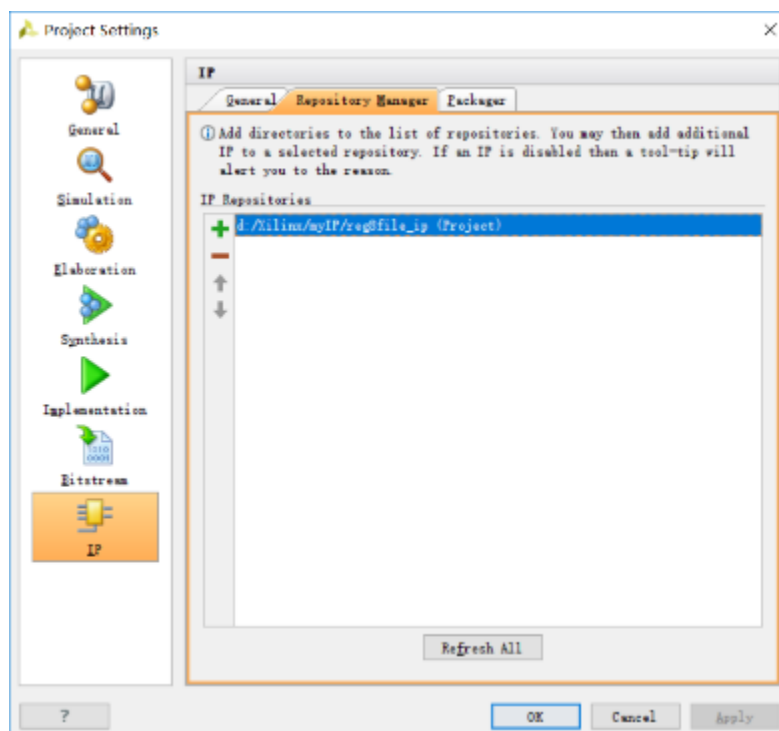 Project Settings
IP
General Repository Manager Packager
Add directories to the list of repositories. You may then add additional
IP to a selected repository. If an IP is disabled then a tool-tip will
alert you to the reason.
IP Repositories
d:/Xilinx/myIP/reg8file_ip (Project)
General
Simulation
Elaboration
Synthesis
Implementation
Bitstream
IP
Refresh All
?
OK Cancel Apply